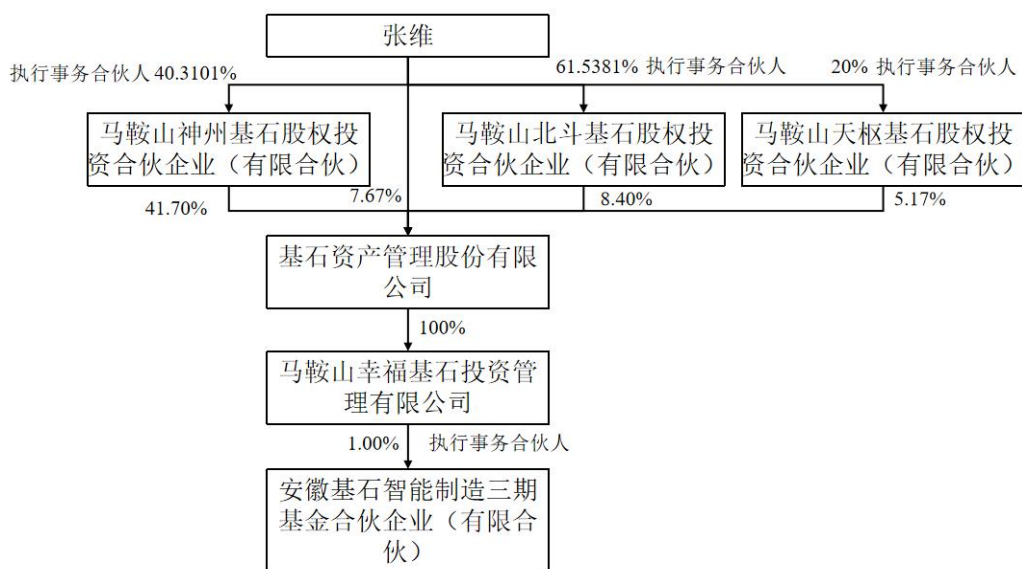 张维
执行事务合伙人 40.3101%
61.5381% 执行事务合伙人
20% 执行事务合伙人
马鞍山神州基石股权投
资合伙企业（有限合伙）
马鞍山北斗基石股权投
资合伙企业（有限合伙）
马鞍山天枢基石股权投
资合伙企业（有限合伙）
41.70%
7.67%
8.40%
5.17%
基石资产管理股份有限
公司
100%
马鞍山幸福基石投资管
理有限公司
1.00% 执行事务合伙人
安徽基石智能制造三期
基金合伙企业（有限合
伙）